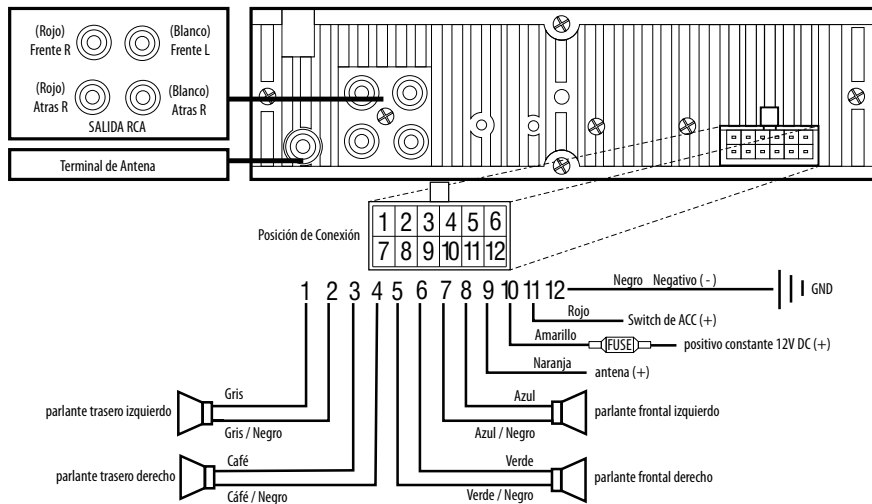 (Rojo) (Blanco)
Frente R Frente L
(Rojo) (Blanco)
Atras R Atras R
SALIDA RCA
Terminal de Antena
Posición de Conexión
1 2 3 4 5 6
7 8 9 10 11 12
1 2 3 4 5 6 7 8 9 10 11 12
Negro Negativo ( - )
GND
Rojo
Switch de ACC (+)
Amarillo
FUSE
positivo constante 12V DC (+)
Naranja
antena (+)
parlante trasero izquierdo
Gris
Gris / Negro
Azul
Azul / Negro
parlante frontal izquierdo
parlante trasero derecho
Café
Cáfé / Negro
Verde
Verde / Negro
parlante frontal derecho